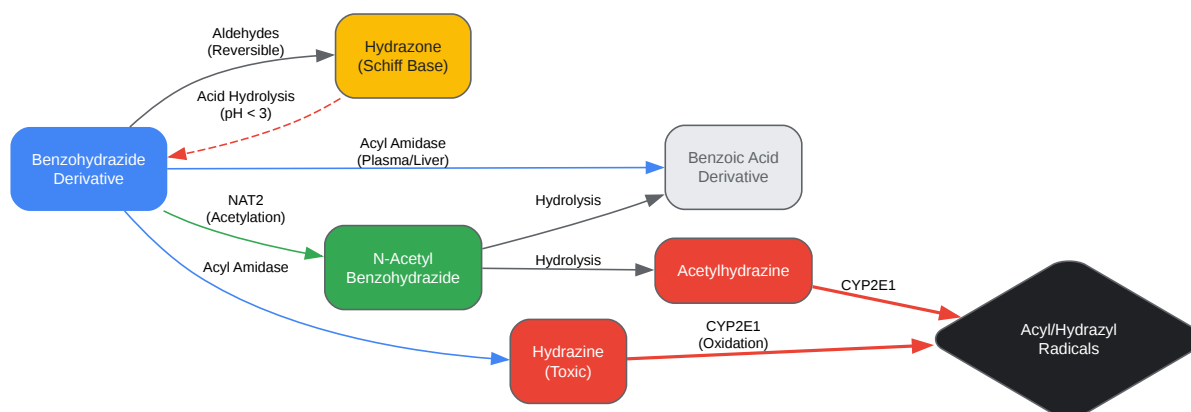 Aldehydes
(Reversible)
Hydrazone
(Schiff Base)
Acid Hydrolysis
(pH < 3)
Benzohydrazide
Derivative
Acyl Amidase
(Plasma/Liver)
Benzoic Acid
Derivative
NAT2
(Acetylation)
Hydrolysis
N-Acetyl
Benzohydrazide
Hydrolysis
Acetylhydrazine
Acyl Amidase
CYP2E1
Hydrazine
(Toxic)
CYP2E1
(Oxidation)
Acyl/Hydrazyl
Radicals